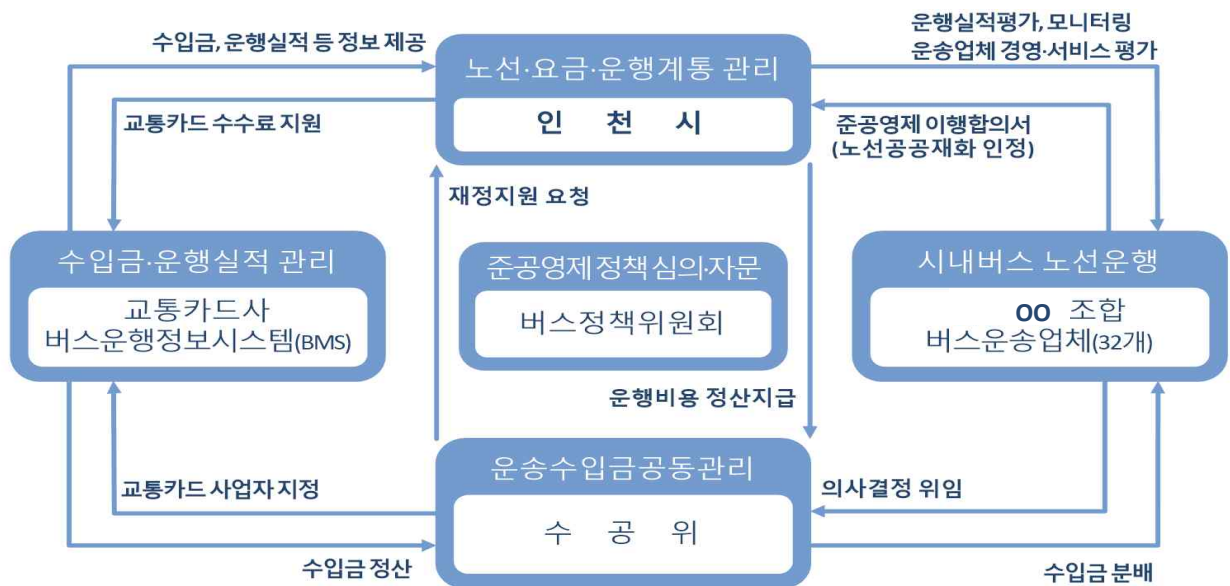 수입금, 운행실적 등 정보 제공
노선·요금·운행계통 관리
인 천 시
운행실적평가, 모니터링
운송업체 경영·서비스 평가
교통카드 수수료 지원
준공영제 이행합의서
(노선공공재화 인정)
재정지원 요청
수입금·운행실적 관리
교통카드사
버스운행정보시스템(BMS)
준공영제 정책 심의·자문
버스정책위원회
시내버스 노선운행
OO 조합
버스운송업체(32개)
운행비용 정산지급
운송수입금공동관리
수 공 위
교통카드 사업자 지정
의사결정 위임
수입금 정산
수입금 분배